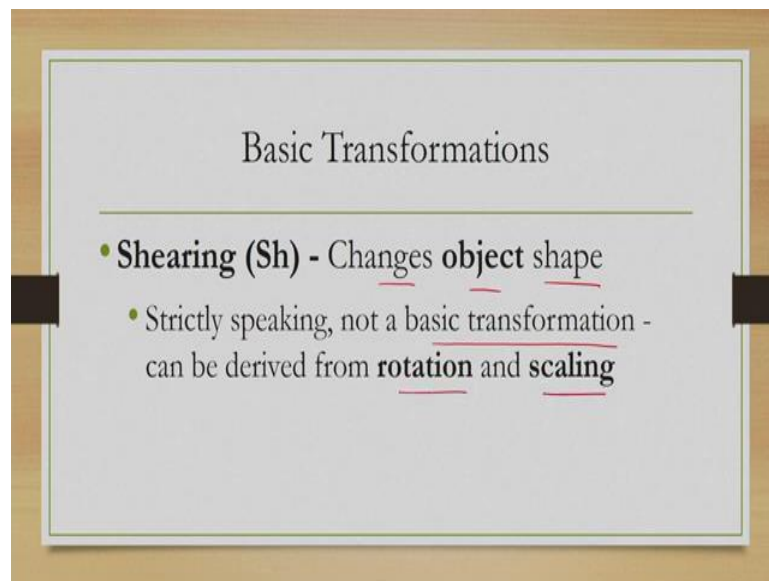 Basic Transformations
• Shearing (Sh) - Changes object shape
• Strictly speaking, not a basic transformation -
can be derived from rotation and scaling